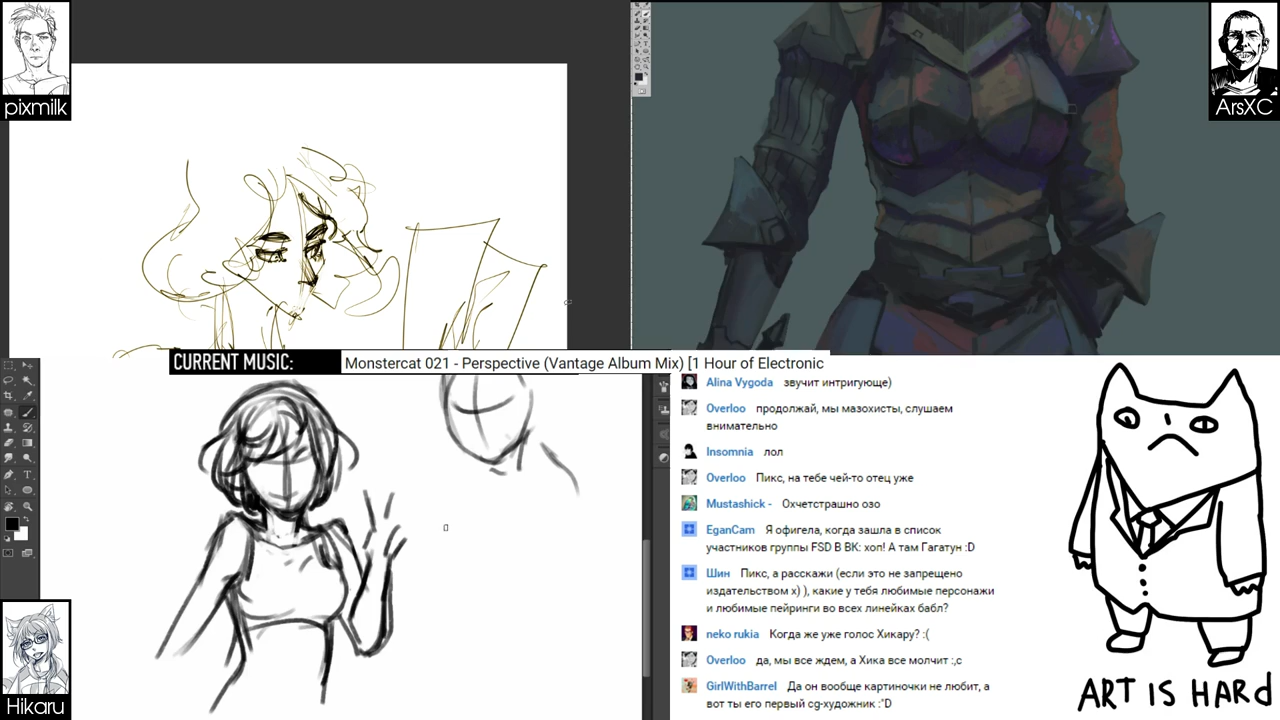 pixmilk
ArsXC
CURRENT MUSIC:
Monstercat 021 - Perspective (Vantage Album Mix) [1 Hour of Electronic
Alina Vygoda звучит интригующе)
Overloo продолжай, мы мазохисты, слушаем
внимательно
Insomnia лол
Overloo Пикс, на тебе чей-то отец уже
Mustashick - Охчетстрашно озо
EganCam Я офигела, когда зашла в список
участников группы FSD В ВК: хоп! А там Гагатун :D
Шин Пикс, а расскажи (если это не запрещено
издательством х) ), какие у тебя любимые персонажи
и любимые пейринги во всех линейках бабл?
neko rukia Когда же уже голос Хикару? :(
Overloo да, мы все ждем, а Хика все молчит :,с
GirlWithBarrel Да он вообще картиночки не любит, а
вот ты его первый cg-художник :"D
Hikaru
ART IS HARd